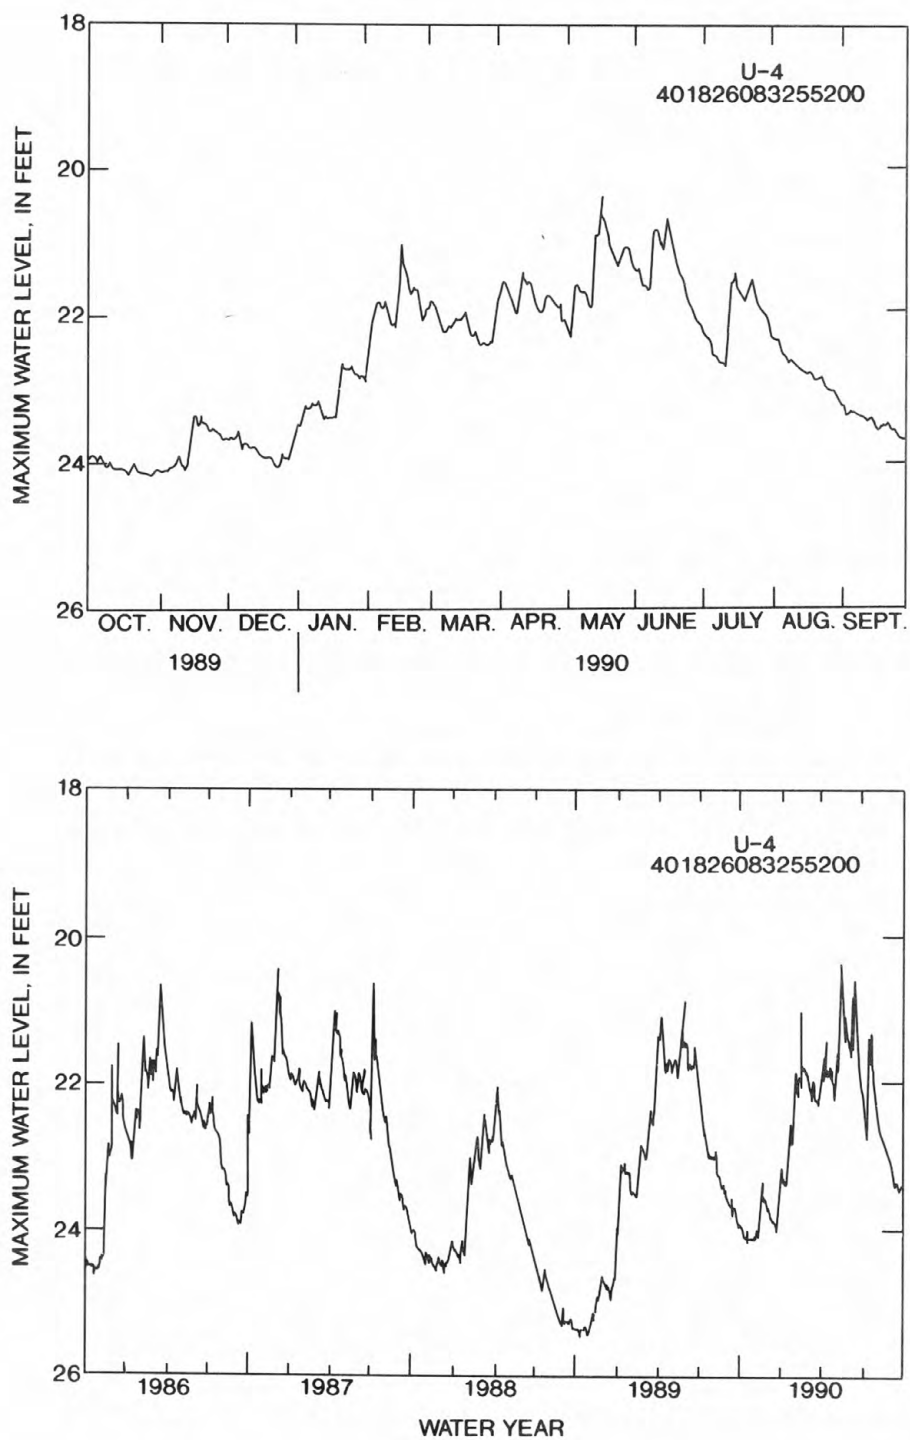 18
U-4
401826083255200
20
22
24
26
MAXIMUM WATER LEVEL, IN FEET
OCT. NOV. DEC. JAN. FEB. MAR. APR. MAY JUNE JULY AUG. SEPT.
1989 1990
18
U-4
401826083255200
20
22
24
26
MAXIMUM WATER LEVEL, IN FEET
1986 1987 1988 1989 1990
WATER YEAR